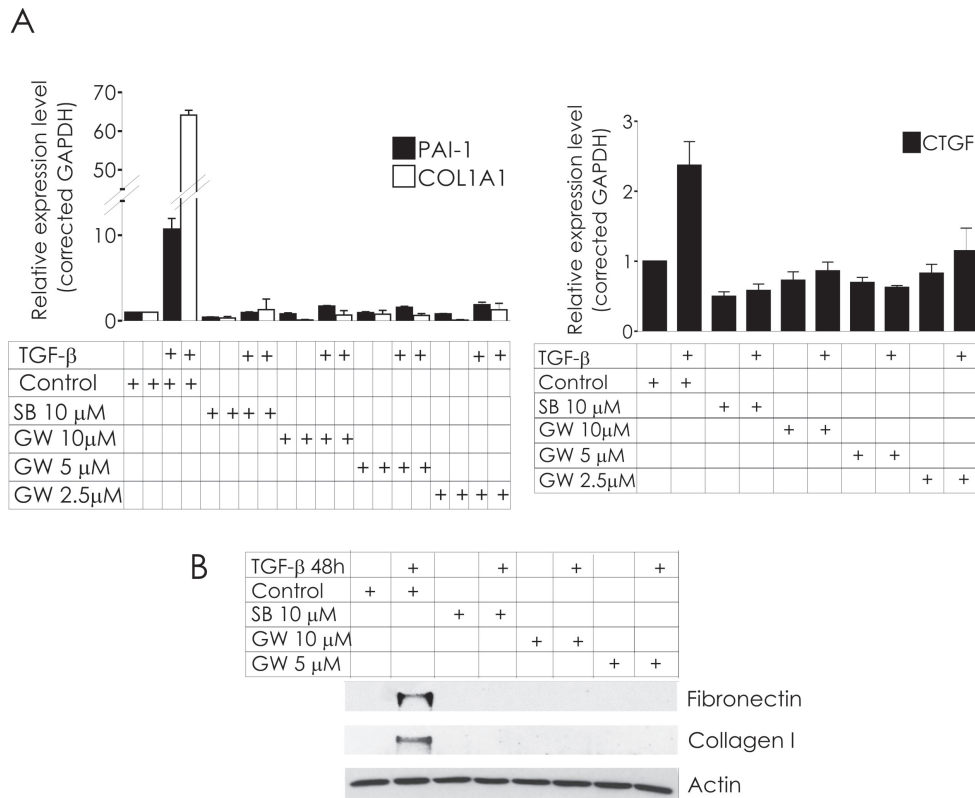 A
Relative expression level
(corrected GAPDH)
70
60
50
10
0
PAI-1
COL1A1
TGF-β + + + + + + + + + +
Control + + + +
SB 10 μM + + + +
GW 10μM + + + +
GW 5 μM + + + +
GW 2.5μM + + + +
Relative expression level
(corrected GAPDH)
3
2
1
0
CTGF
TGF-β + + + + +
Control + +
SB 10 μM + +
GW 10μM + +
GW 5 μM + +
GW 2.5μM + +
B
TGF-β 48h + + + +
Control + +
SB 10 μM + +
GW 10 μM + +
GW 5 μM + +
Fibronectin
Collagen I
Actin